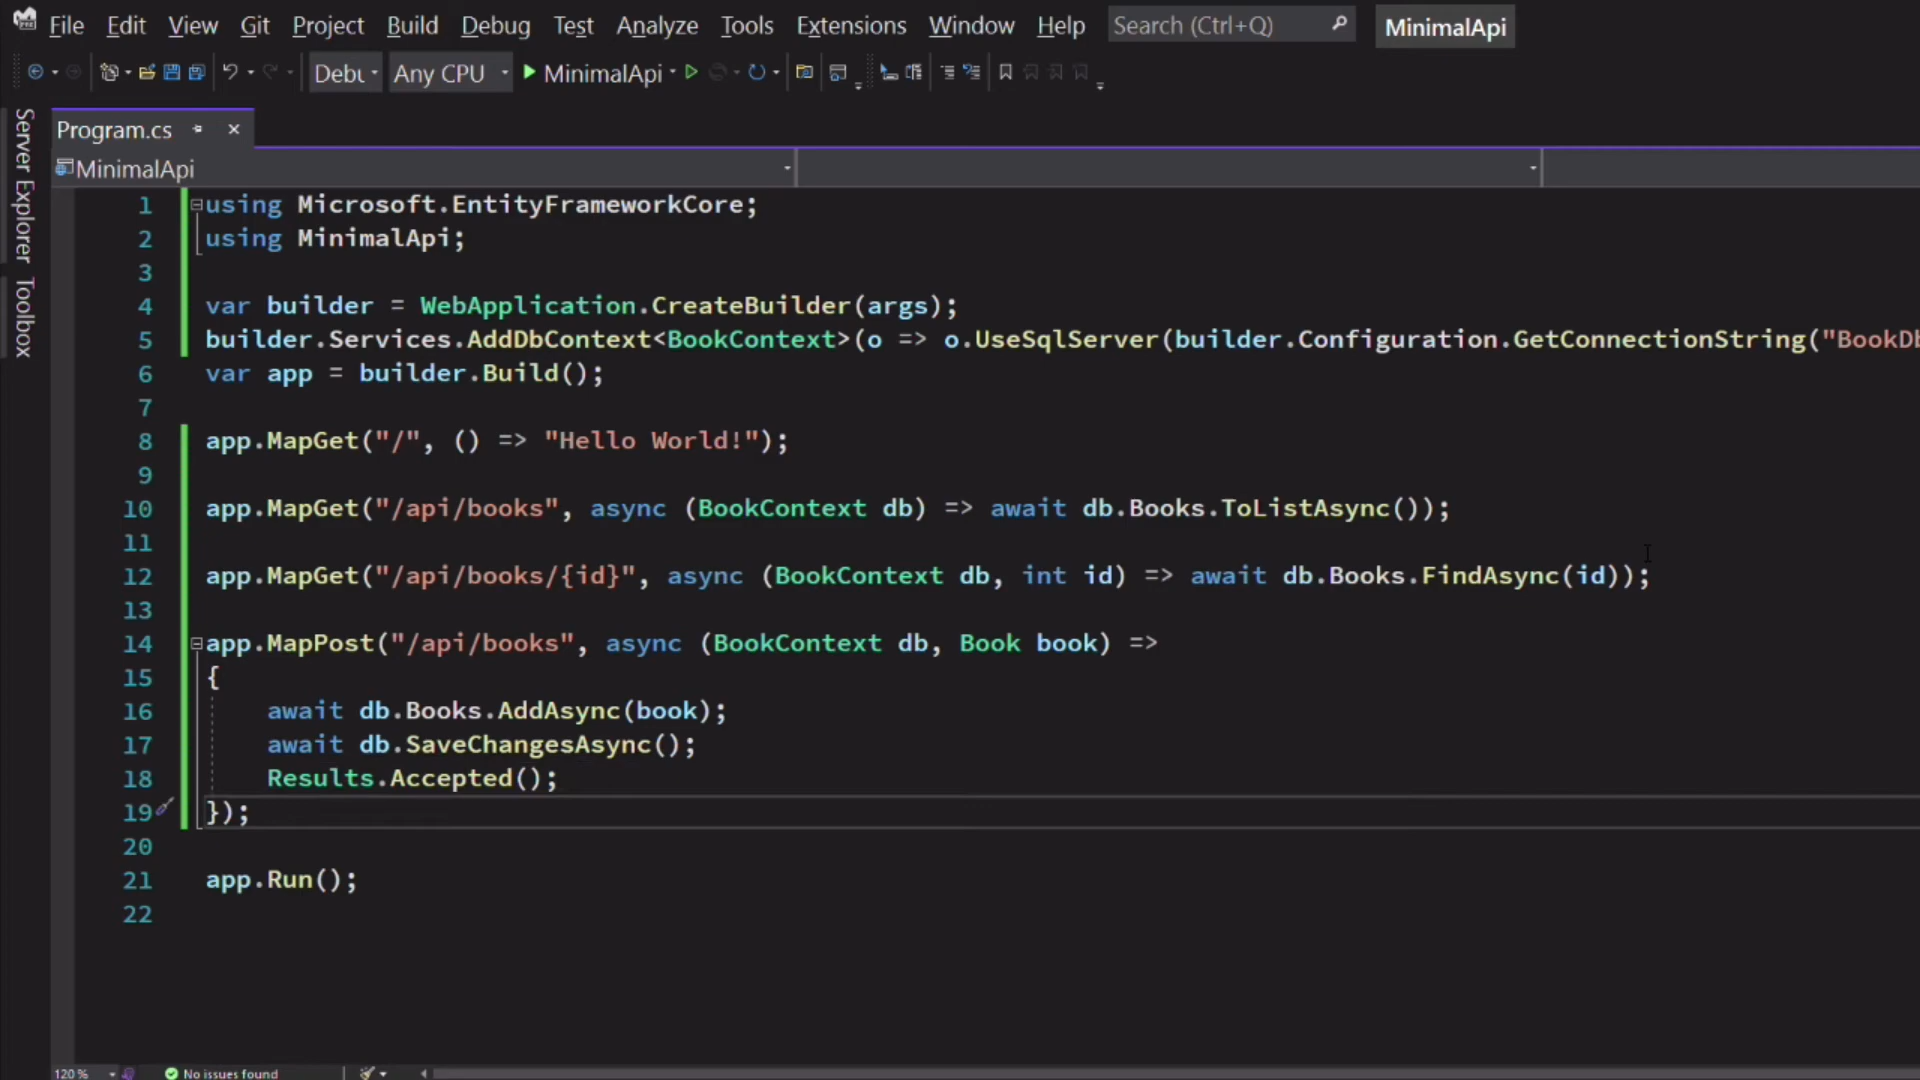 File Edit View Git Project Build Debug Test Analyze Tools Extensions Window Help Search (Ctrl+Q) MinimalApi
Any CPU MinimalApi
Server Explorer
Toolbox
Program.cs
MinimalApi
1 using Microsoft.EntityFrameworkCore;
2 using MinimalApi;
3
4 var builder = WebApplication.CreateBuilder(args);
5 builder.Services.AddDbContext<BookContext>(o => o.UseSqlServer(builder.Configuration.GetConnectionString("BookDb
6 var app = builder.Build();
7
8 app.MapGet("/", () => "Hello World!");
9
10 app.MapGet("/api/books", async (BookContext db) => await db.Books.ToListAsync());
11
12 app.MapGet("/api/books/{id}", async (BookContext db, int id) => await db.Books.FindAsync(id));
13
14 app.MapPost("/api/books", async (BookContext db, Book book) =>
15 {
16     await db.Books.AddAsync(book);
17     await db.SaveChangesAsync();
18     Results.Accepted();
19 });
20
21 app.Run();
22
120 % No issues found